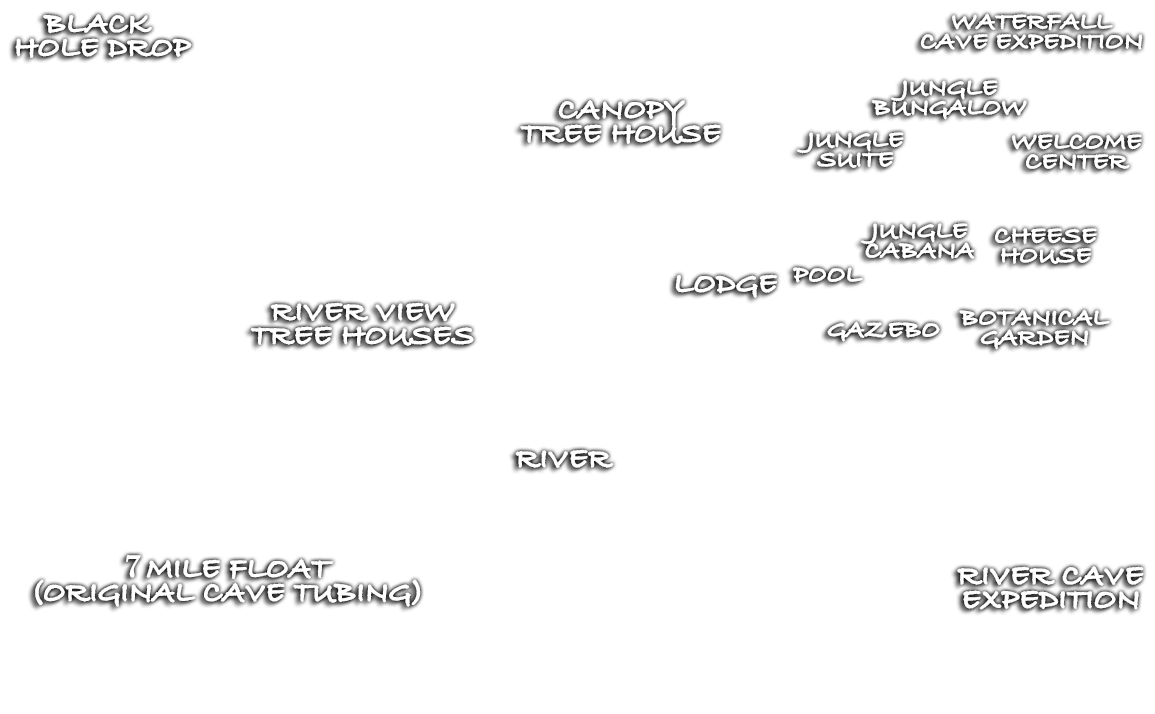 BLACK
HOLE DROP
WATERFALL
CAVE EXPEDITION
JUNGLE
BUNGALOW
CANOPY
TREE HOUSE
JUNGLE
SUITE
WELCOME
CENTER
JUNGLE
CABANA
CHEESE
HOUSE
LODGE
POOL
RIVER VIEW
TREE HOUSES
GAZEBO
BOTANICAL
GARDEN
RIVER
7 MILE FLOAT
(ORIGINAL CAVE TUBING)
RIVER CAVE
EXPEDITION